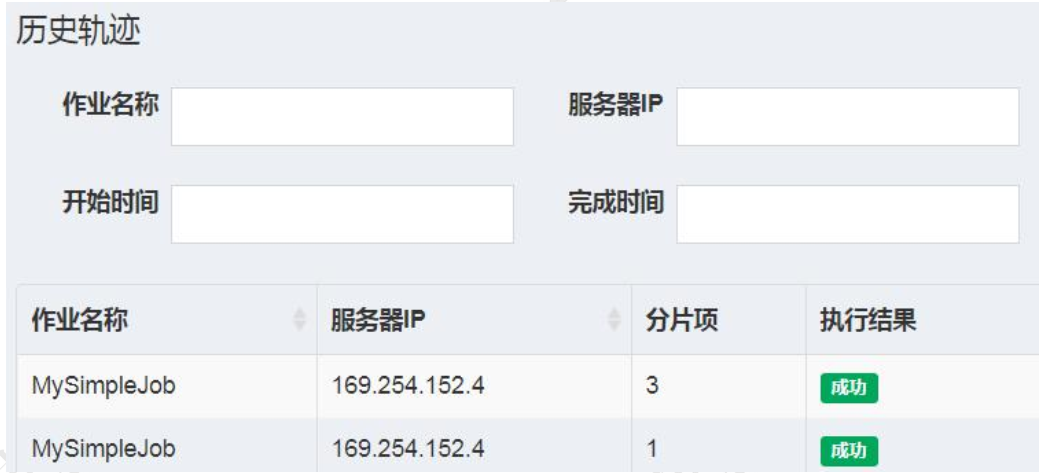 历史轨迹
作业名称 服务器IP
开始时间 完成时间
作业名称 服务器IP 分片项 执行结果
MySimpleJob 169.254.152.4 3 成功
MySimpleJob 169.254.152.4 1 成功